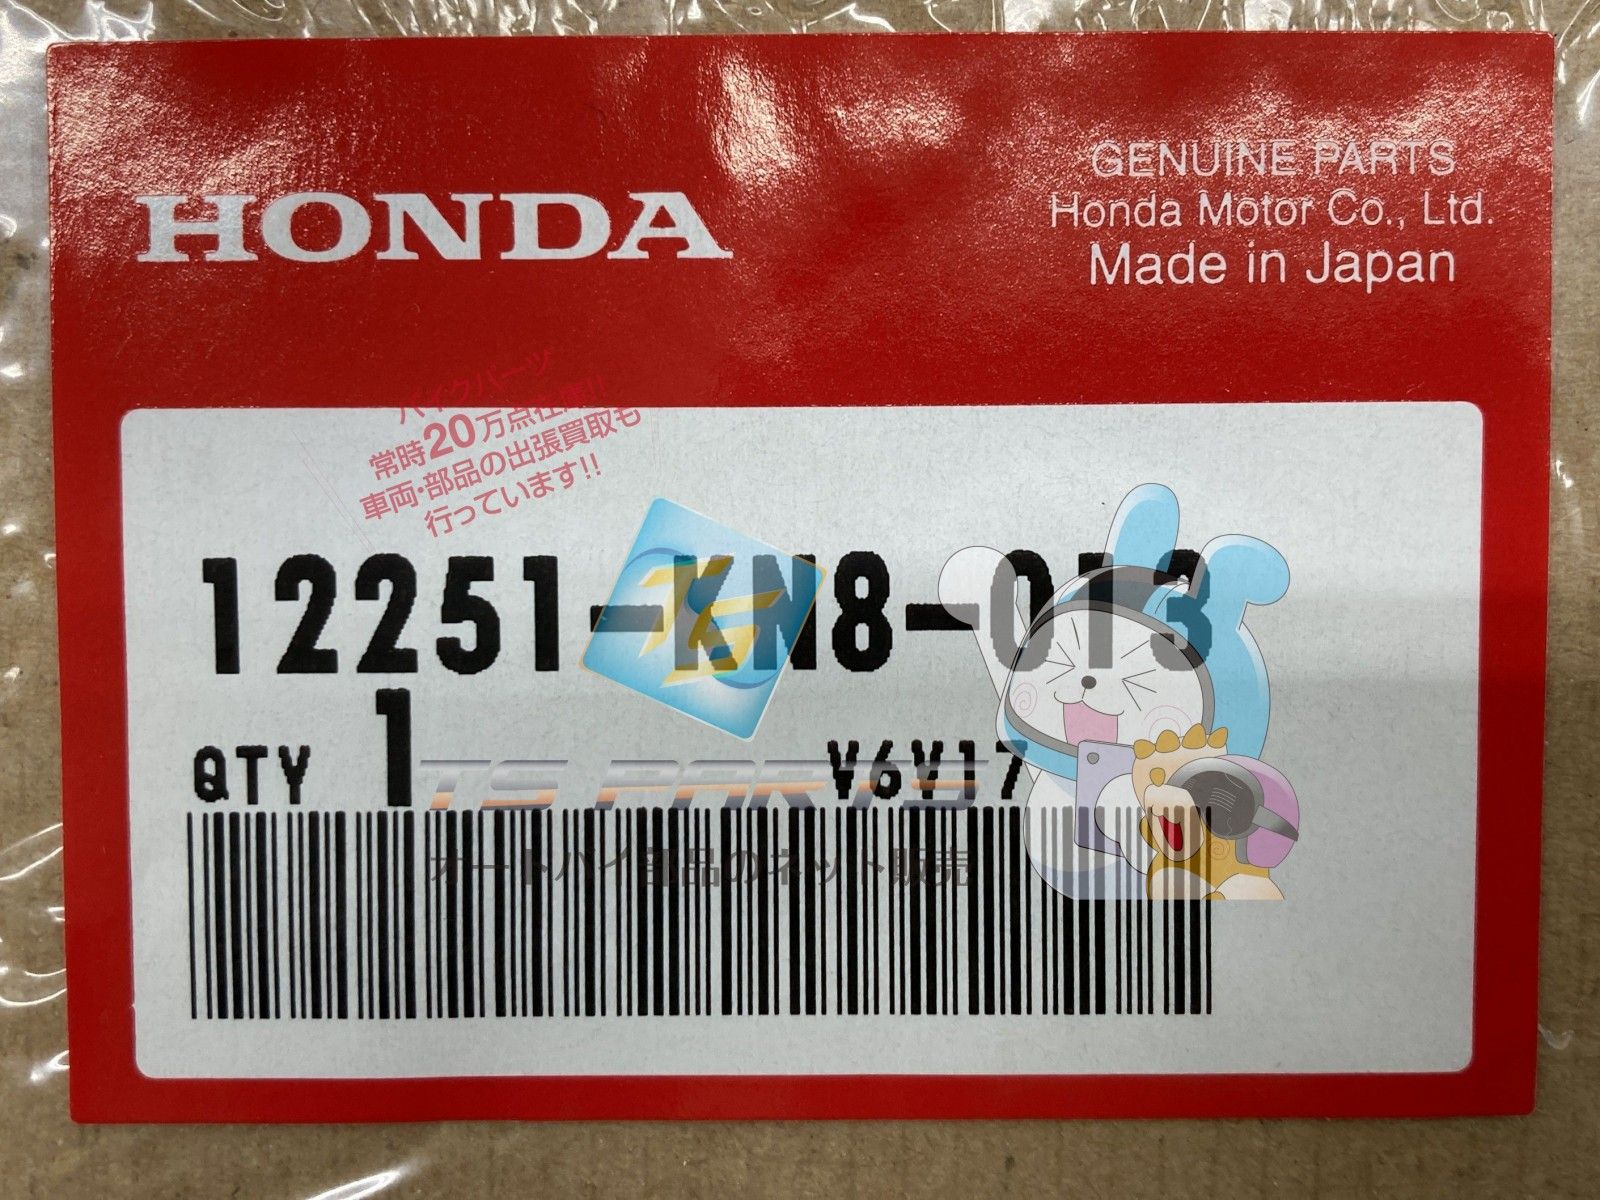 HONDA
GENUINE PARTS
Honda Motor Co., Ltd.
Made in Japan
バイクパーツ
常時20万点在庫!!
車両・部品の出張買取も
行っています!!
12251-KN8-0T3
TS
QTY 1
V6V17
TS PARTS
オートバイ部品のネット販売